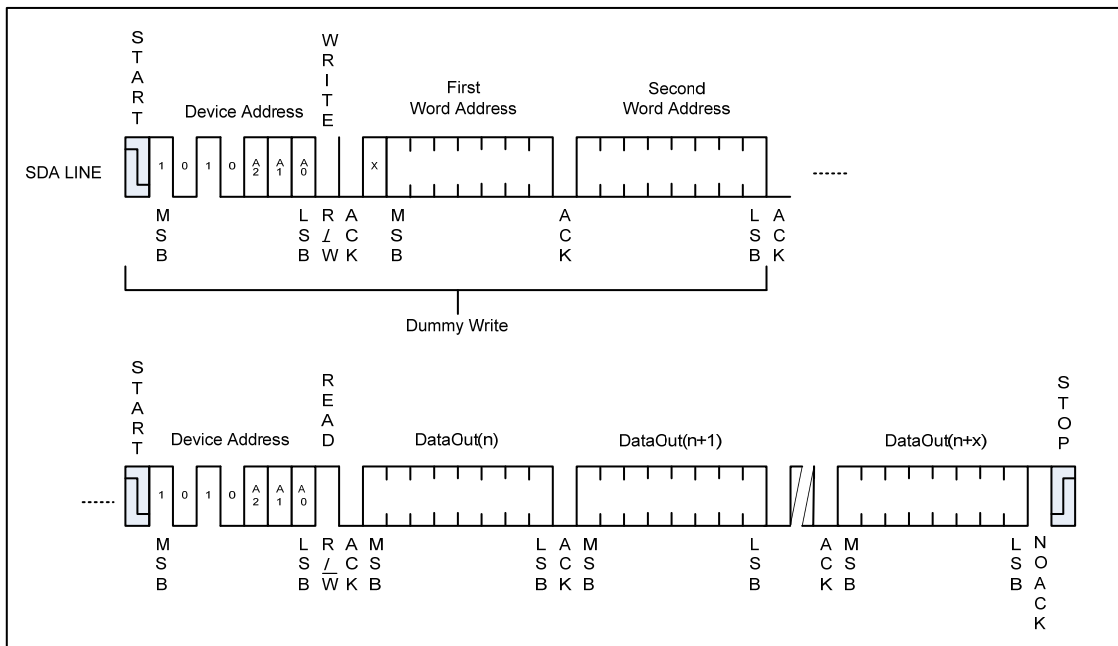 START
WRITE
Device Address
First
Word Address
Second
Word Address
SDA LINE
1 0 1 0 A2 A1 A0
X
......
MSB
LSB
R/W
ACK
MSB
ACK
LSB
ACK
Dummy Write
START
READ
STOP
Device Address
DataOut(n)
DataOut(n+1)
DataOut(n+x)
......
1 0 1 0 A2 A1 A0
MSB
LSB
R/W
ACK
MSB
LSB
ACK
MSB
LSB
ACK
MSB
LSB
NOACK